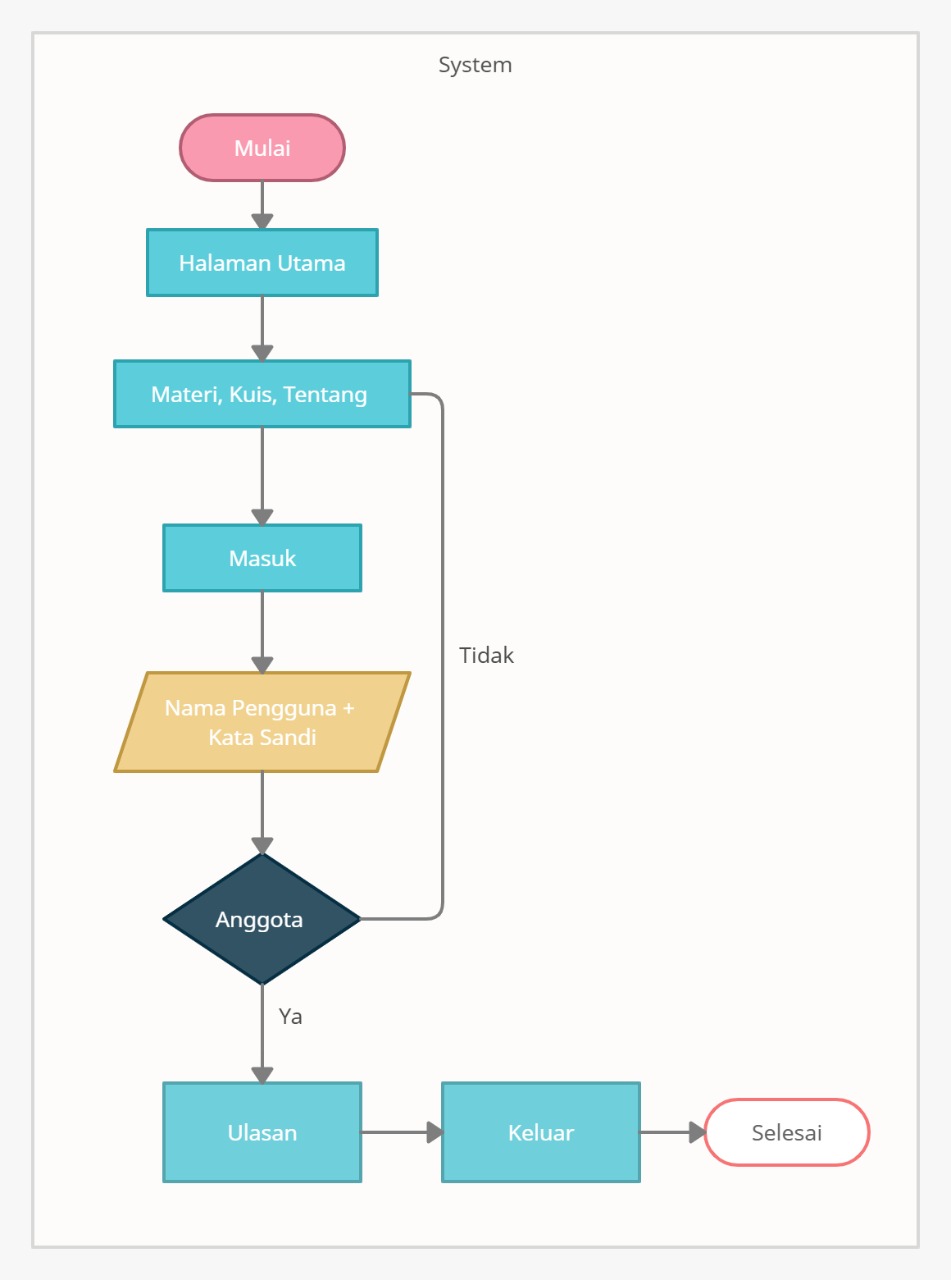 System
Mulai
Halaman Utama
Materi, Kuis, Tentang
Masuk
Tidak
Nama Pengguna +
Kata Sandi
Anggota
Ya
Ulasan
Keluar
Selesai